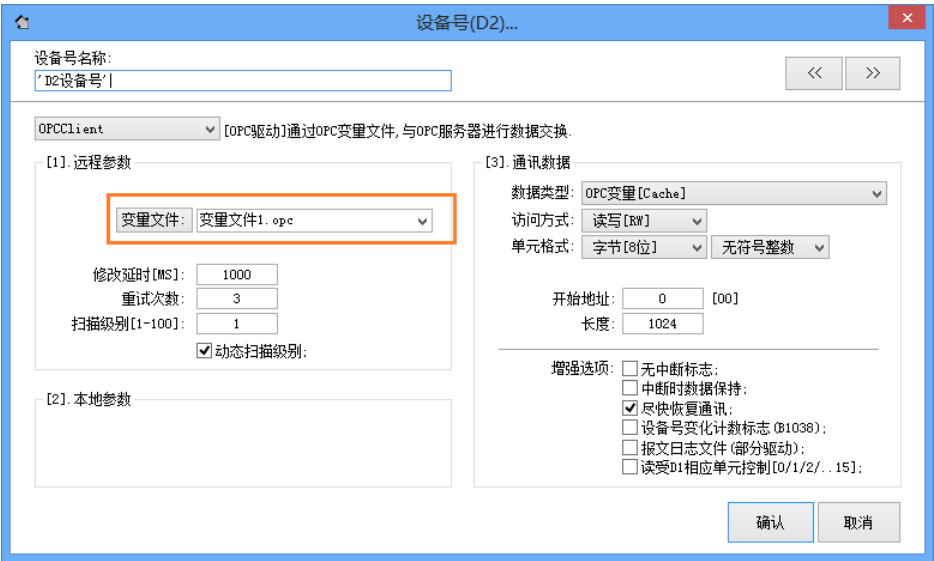 设备号(D2)...
设备号名称:
'D2设备号'
<< >>
OPCClient [OPC驱动]通过OPC变量文件,与OPC服务器进行数据交换.
[1].远程参数
变量文件: 变量文件1.opc
修改延时[MS]: 1000
重试次数: 3
扫描级别[1-100]: 1
动态扫描级别;
[2].本地参数
[3].通讯数据
数据类型: OPC变量[Cache]
访问方式: 读写[RW]
单元格式: 字节[8位] 无符号整数
开始地址: 0 [00]
长度: 1024
增强选项: 无中断标志;
中断时数据保持;
尽快恢复通讯;
设备号变化计数标志(B1038);
报文日志文件(部分驱动);
读受D1相应单元控制[0/1/2/..15];
确认 取消